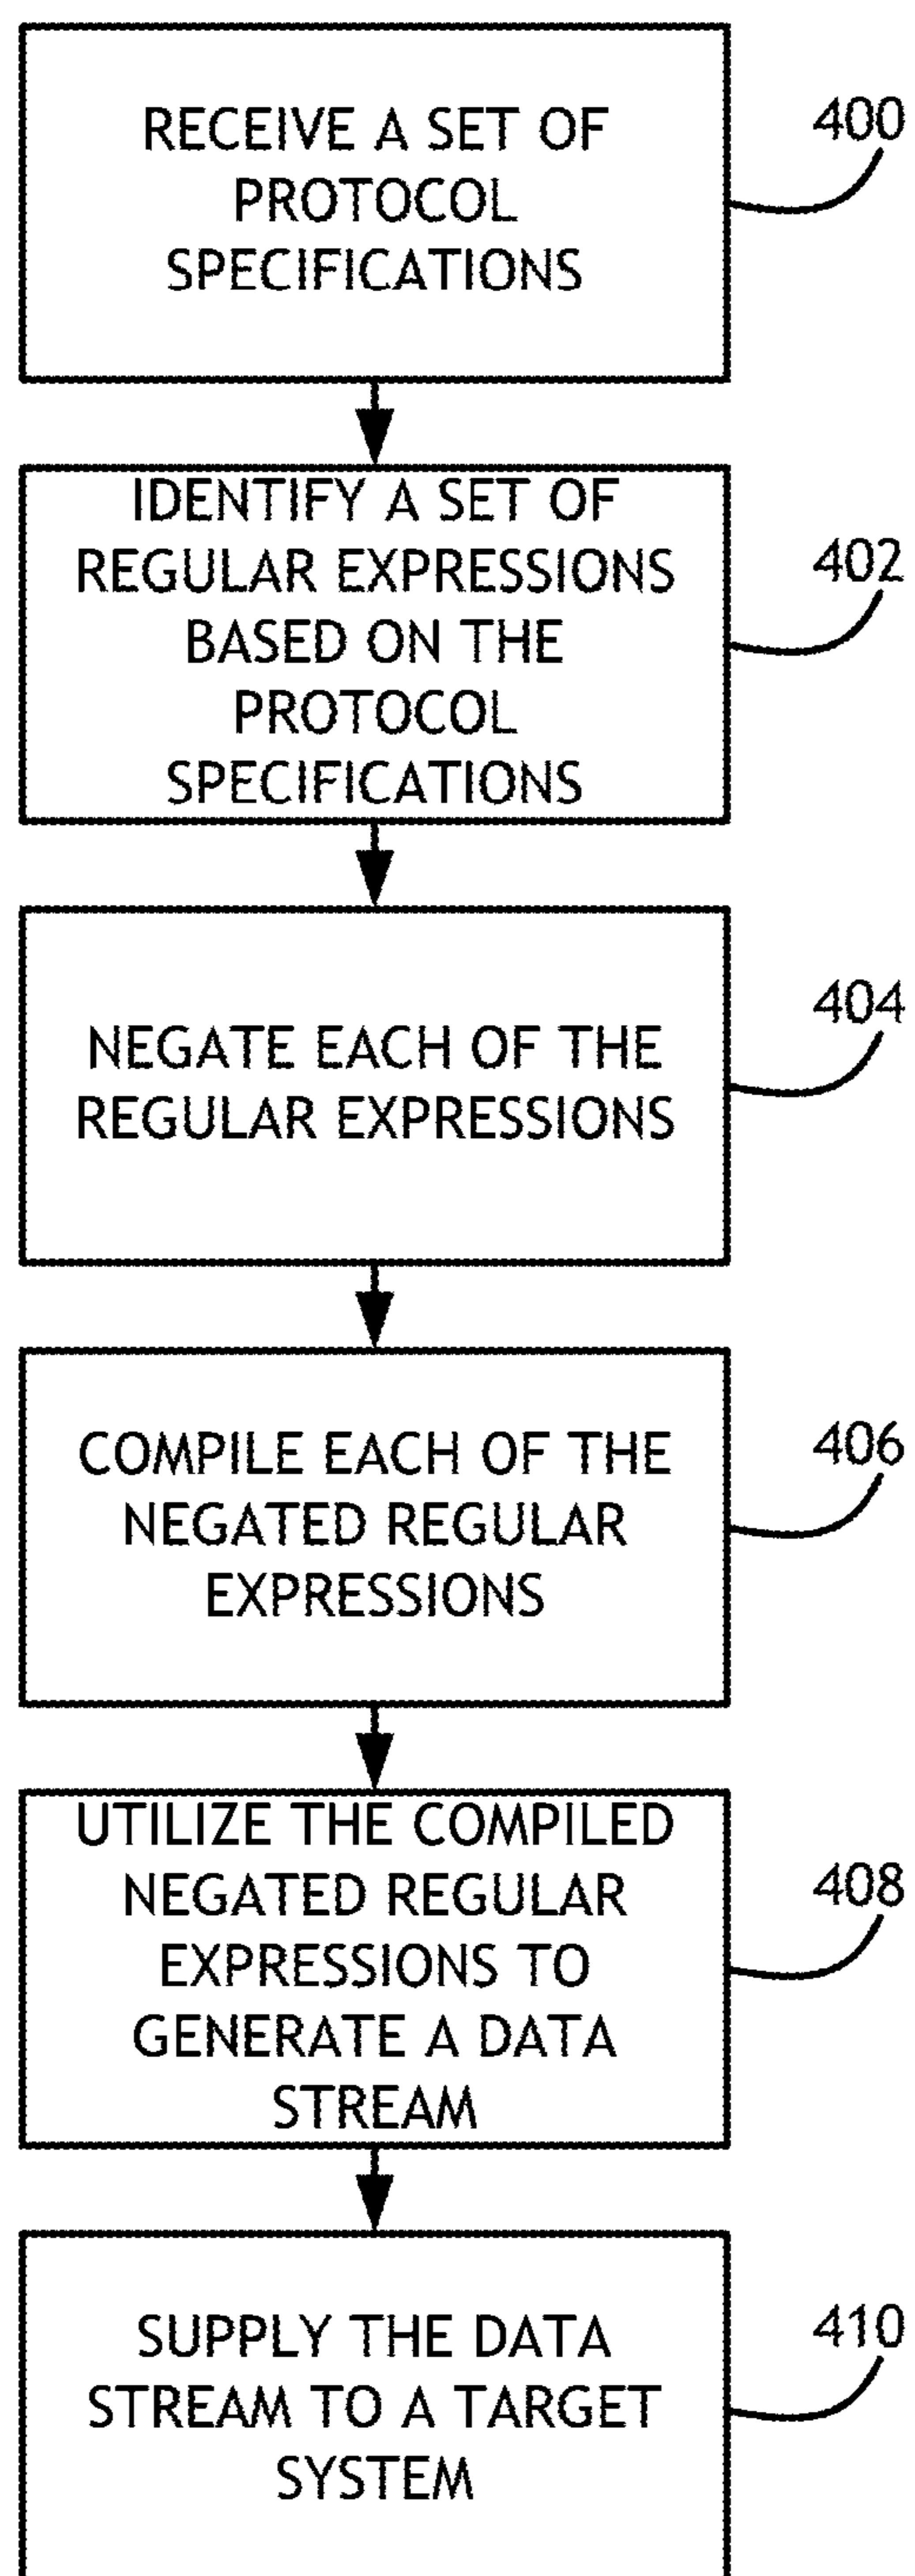 RECEIVE A SET OF
PROTOCOL
SPECIFICATIONS
400
IDENTIFY A SET OF
REGULAR EXPRESSIONS
BASED ON THE
PROTOCOL
SPECIFICATIONS
402
NEGATE EACH OF THE
REGULAR EXPRESSIONS
404
COMPILE EACH OF THE
NEGATED REGULAR
EXPRESSIONS
406
UTILIZE THE COMPILED
NEGATED REGULAR
EXPRESSIONS TO
GENERATE A DATA
STREAM
408
SUPPLY THE DATA
STREAM TO A TARGET
SYSTEM
410